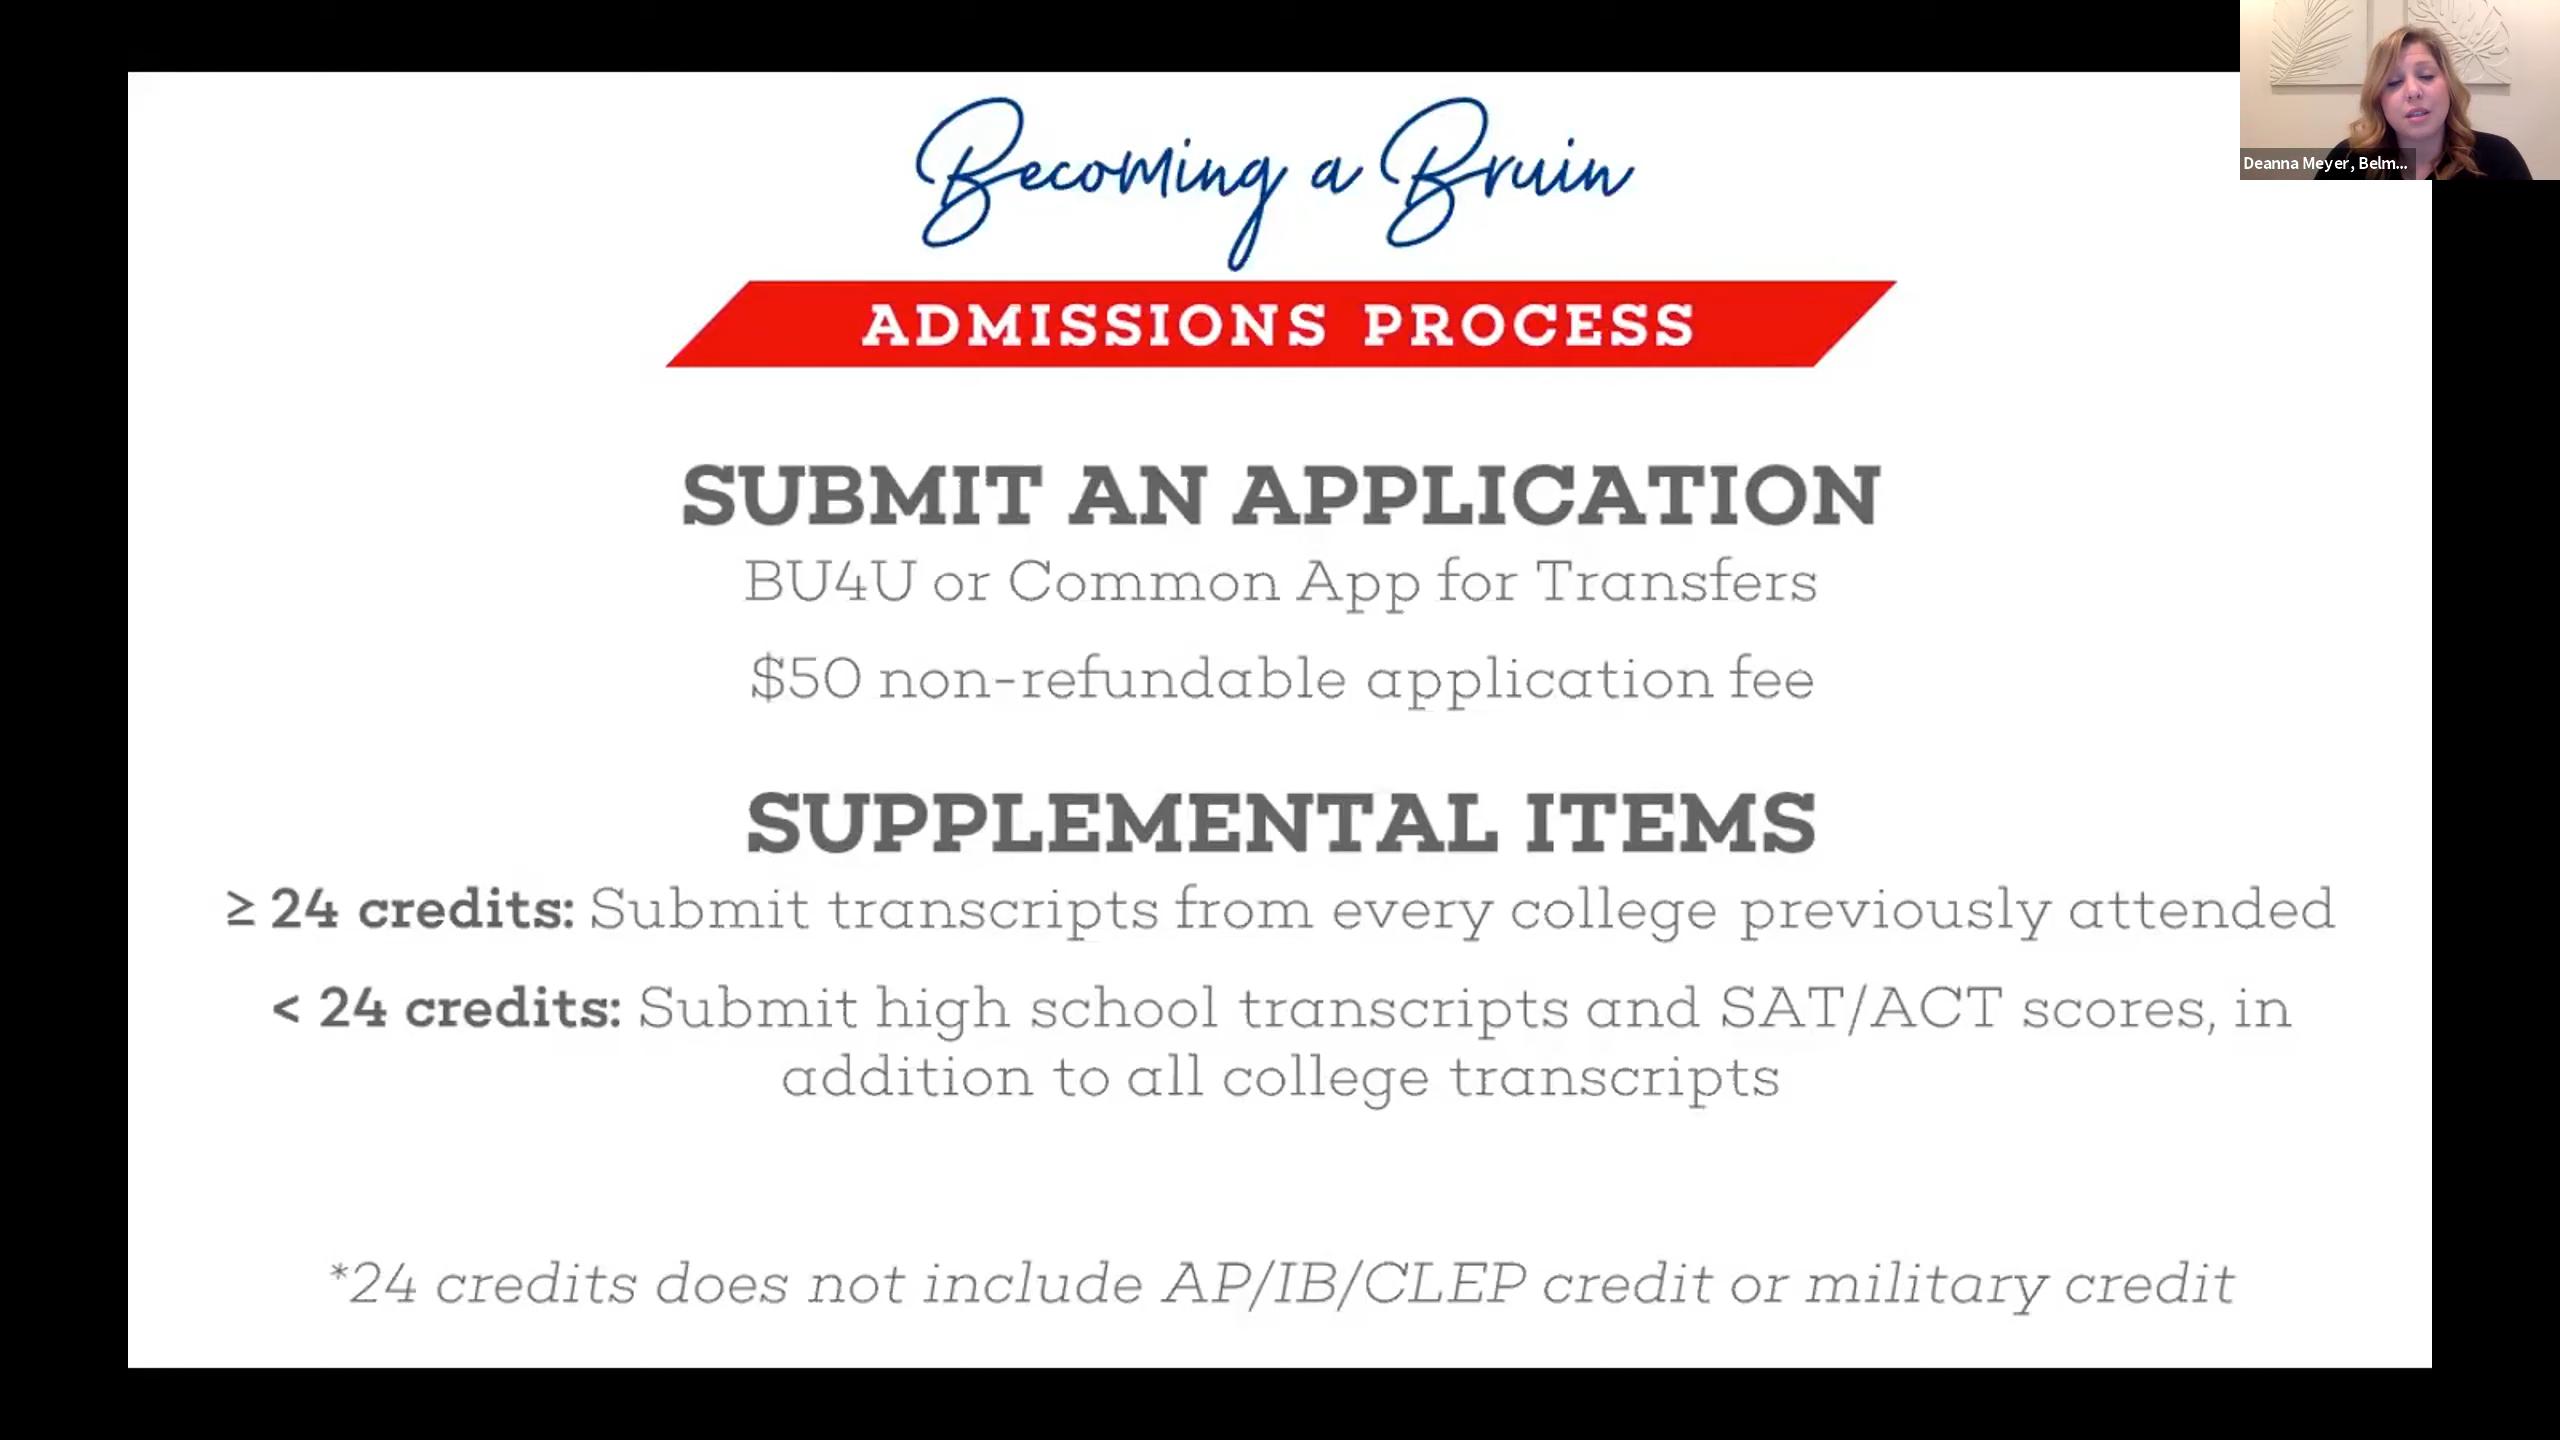 Becoming a Bruin
ADMISSIONS PROCESS
SUBMIT AN APPLICATION
BU4U or Common App for Transfers
$50 non-refundable application fee
SUPPLEMENTAL ITEMS
≥ 24 credits: Submit transcripts from every college previously attended
< 24 credits: Submit high school transcripts and SAT/ACT scores, in
addition to all college transcripts
*24 credits does not include AP/IB/CLEP credit or military credit
Deanna Meyer, Belm...